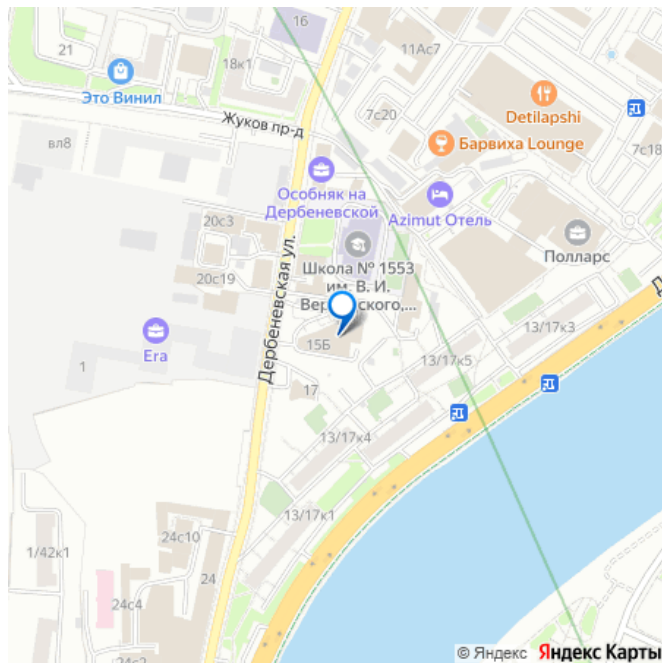 16
21
18к1
11Ас7
Это Винил
7с20
Detilapshi
Жуков пр-д
Барвиха Lounge
7с18
вл8
Особняк на
Дербеневской
Azimut Отель
20с3
Полларс
Школа № 1553
им. В. И.
20с19
Дербеневская ул.
Era
15Б
13/17к3
13/17к5
1
17
13/17к4
13/17к1
24с10
1/42к1
24
24с4
24с2
© Яндекс Яндекс Карты